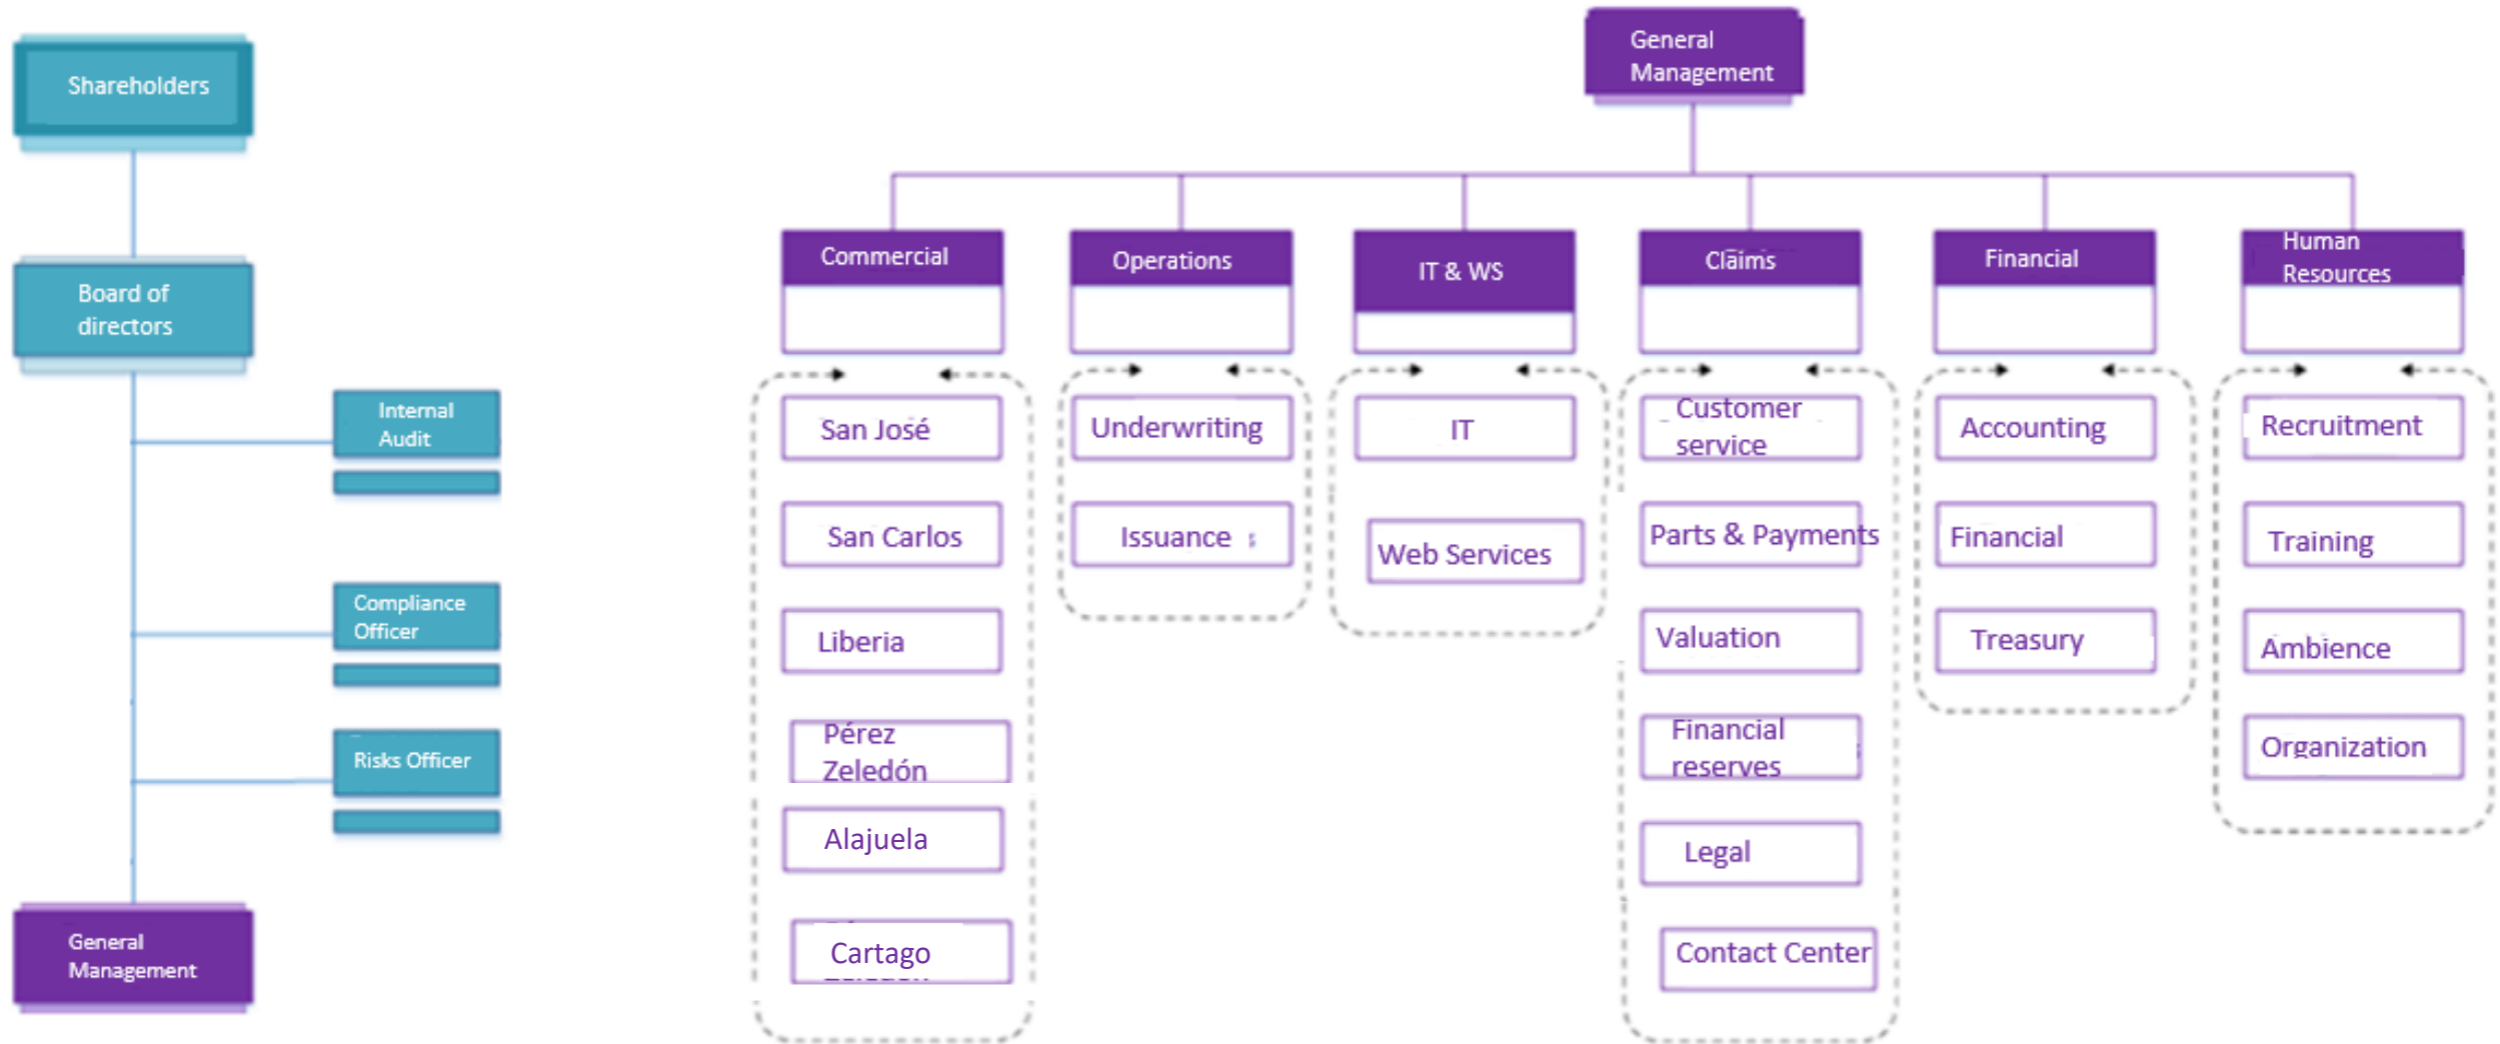 Shareholders
Board of
directors
Internal
Audit
Compliance
Officer
Risks Officer
General
Management
General
Management
Commercial
San José
San Carlos
Liberia
Pérez
Zeledón
Alajuela
Cartago
Operations
Underwriting
Issuance
IT & WS
IT
Web Services
Claims
Customer
service
Parts & Payments
Valuation
Financial
reserves
Legal
Contact Center
Financial
Accounting
Financial
Treasury
Human
Resources
Recruitment
Training
Ambience
Organization